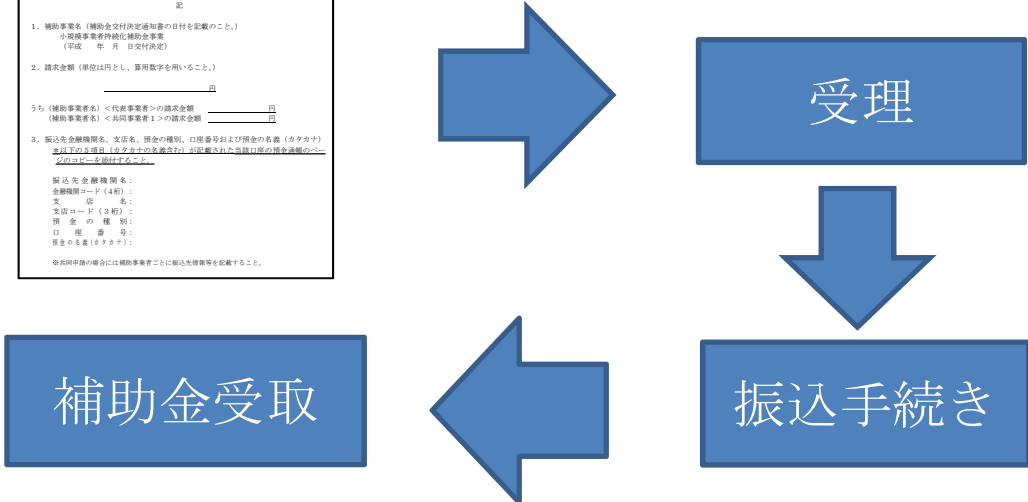 記
1．補助事業名（補助金交付決定通知書の日付を記載のこと。）
小規模事業者持続化補助金事業
（平成　　年　月　日交付決定）
2．請求金額（単位は円とし、算用数字を用いること。）
円
うち（補助事業者名）＜代表事業者＞の請求金額　　　　　　円
（補助事業者名）＜共同事業者１＞の請求金額　　　　　　円
3．振込先金融機関名、支店名、預金の種別、口座番号および預金の名義（カタカナ）
＊以下の５項目（カタカナの名義含む）が記載された当該口座の預金通帳のペー
ジのコピーを添付すること。
振込先金融機関名：
金融機関コード（４桁）：
支　　店　　名：
支店コード（３桁）：
預　金　の　種　別：
口　座　番　号：
預金の名義(カタカナ)：
※共同申請の場合には補助事業者ごとに振込先情報等を記載すること。
受理
振込手続き
補助金受取